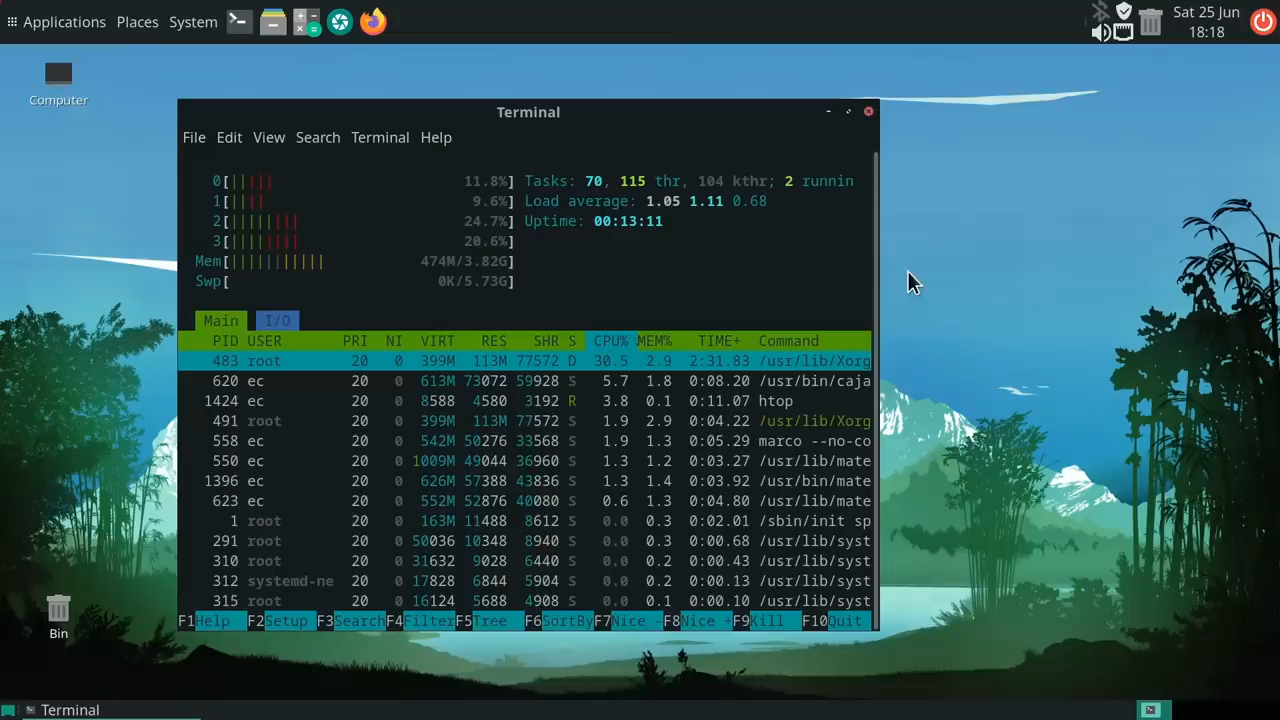 Applications Places System
Sat 25 Jun
18:18
Computer
Terminal
File Edit View Search Terminal Help
0[||||| 11.8%] Tasks: 70, 115 thr, 104 kthr; 2 runnin
1[|||| 9.6%] Load average: 1.05 1.11 0.68
2[|||||||| 24.7%] Uptime: 00:13:11
3[|||||||| 20.6%]
Mem[||||||||||| 474M/3.82G]
Swp[ 0K/5.73G]
Main I/O
PID USER PRI NI VIRT RES SHR S CPU% MEM% TIME+ Command
483 root 20 0 399M 113M 77572 D 30.5 2.9 2:31.83 /usr/lib/Xorg
620 ec 20 0 613M 73072 59928 S 5.7 1.8 0:08.20 /usr/bin/caja
1424 ec 20 0 8588 4580 3192 R 3.8 0.1 0:11.07 htop
491 root 20 0 399M 113M 77572 S 1.9 2.9 0:04.22 /usr/lib/Xorg
558 ec 20 0 542M 50276 33568 S 1.9 1.3 0:05.29 marco --no-co
550 ec 20 0 1009M 49044 36960 S 1.3 1.2 0:03.27 /usr/lib/mate
1396 ec 20 0 626M 57388 43836 S 1.3 1.4 0:03.92 /usr/bin/mate
623 ec 20 0 552M 52876 40080 S 0.6 1.3 0:04.80 /usr/lib/mate
1 root 20 0 163M 11488 8612 S 0.0 0.3 0:02.01 /sbin/init sp
291 root 20 0 50036 10348 8940 S 0.0 0.3 0:00.68 /usr/lib/syst
310 root 20 0 31632 9028 6440 S 0.0 0.2 0:00.43 /usr/lib/syst
312 systemd-ne 20 0 17828 6844 5904 S 0.0 0.2 0:00.13 /usr/lib/syst
315 root 20 0 16124 5688 4908 S 0.0 0.1 0:00.10 /usr/lib/syst
F1Help F2Setup F3SearchF4FilterF5Tree F6SortByF7Nice -F8Nice +F9Kill F10Quit
Bin
Terminal